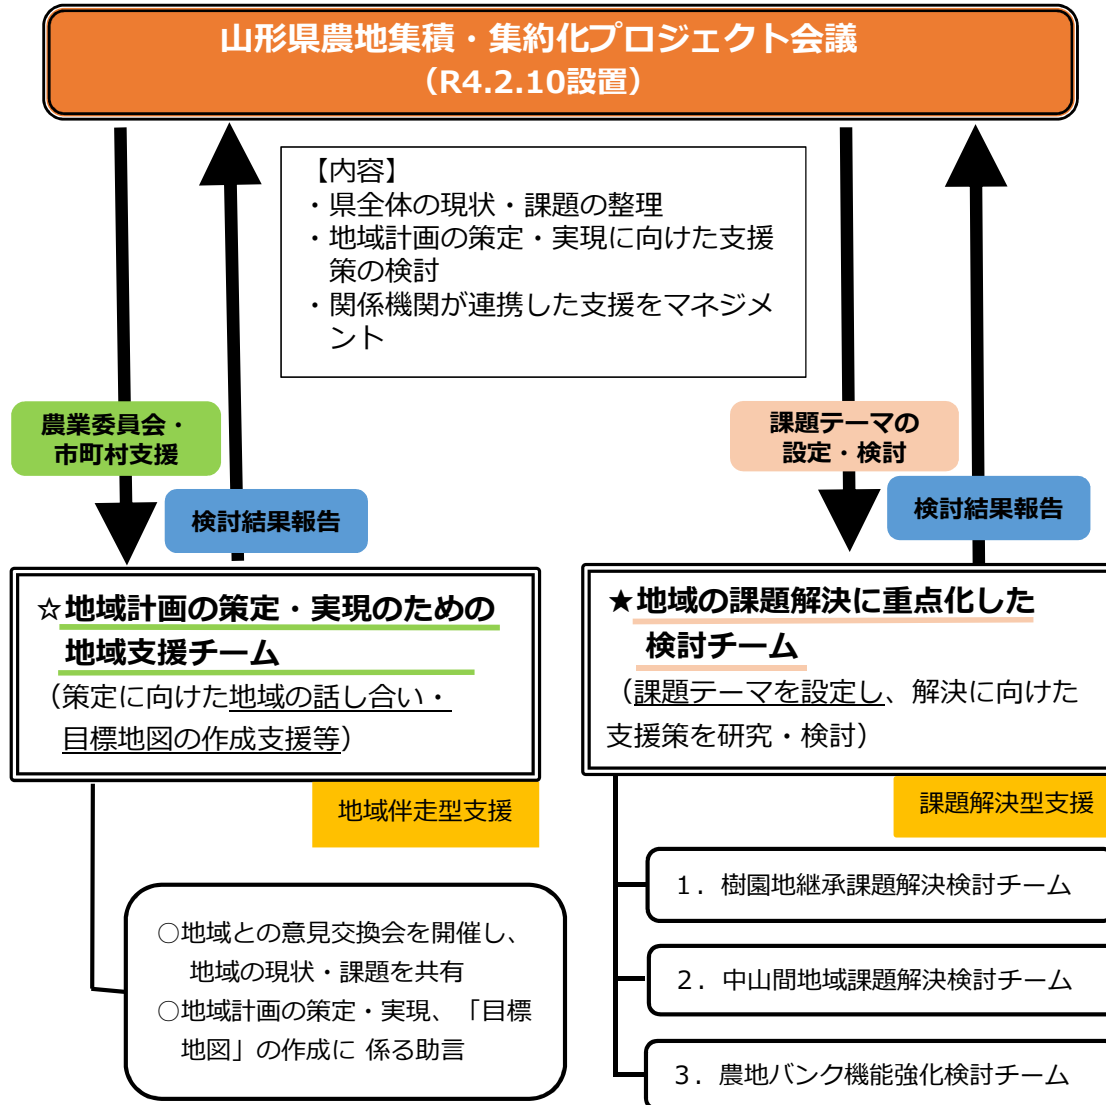 山形県農地集積・集約化プロジェクト会議
（R4.2.10設置）
【内容】
・県全体の現状・課題の整理
・地域計画の策定・実現に向けた支援
策の検討
・関係機関が連携した支援をマネジメ
ント
農業委員会・
市町村支援
検討結果報告
課題テーマの
設定・検討
検討結果報告
☆地域計画の策定・実現のための
地域支援チーム
（策定に向けた地域の話し合い・
目標地図の作成支援等）
地域伴走型支援
○地域との意見交換会を開催し、
地域の現状・課題を共有
○地域計画の策定・実現、「目標
地図」の作成に 係る助言
★地域の課題解決に重点化した
検討チーム
（課題テーマを設定し、解決に向けた
支援策を研究・検討）
課題解決型支援
１．樹園地継承課題解決検討チーム
２．中山間地域課題解決検討チーム
３．農地バンク機能強化検討チーム